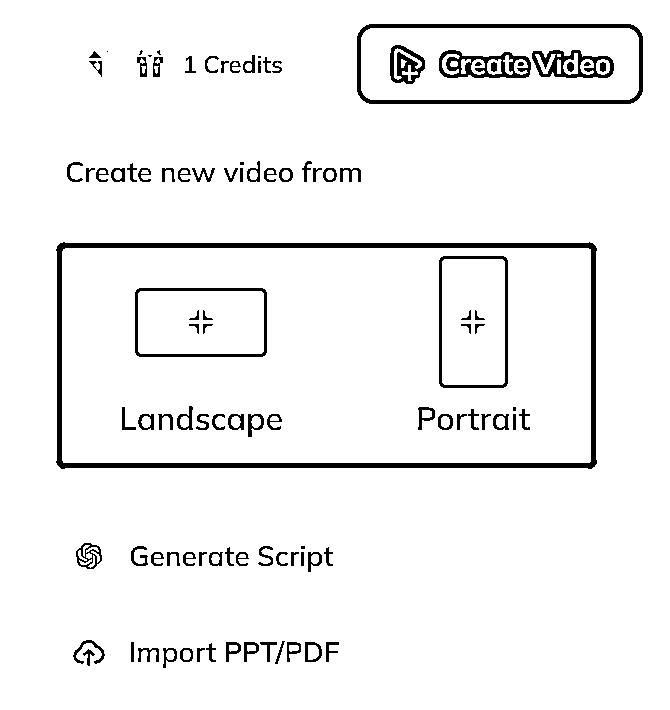 1 Credits
Create Video
Create new video from
Landscape
Portrait
Generate Script
Import PPT/PDF